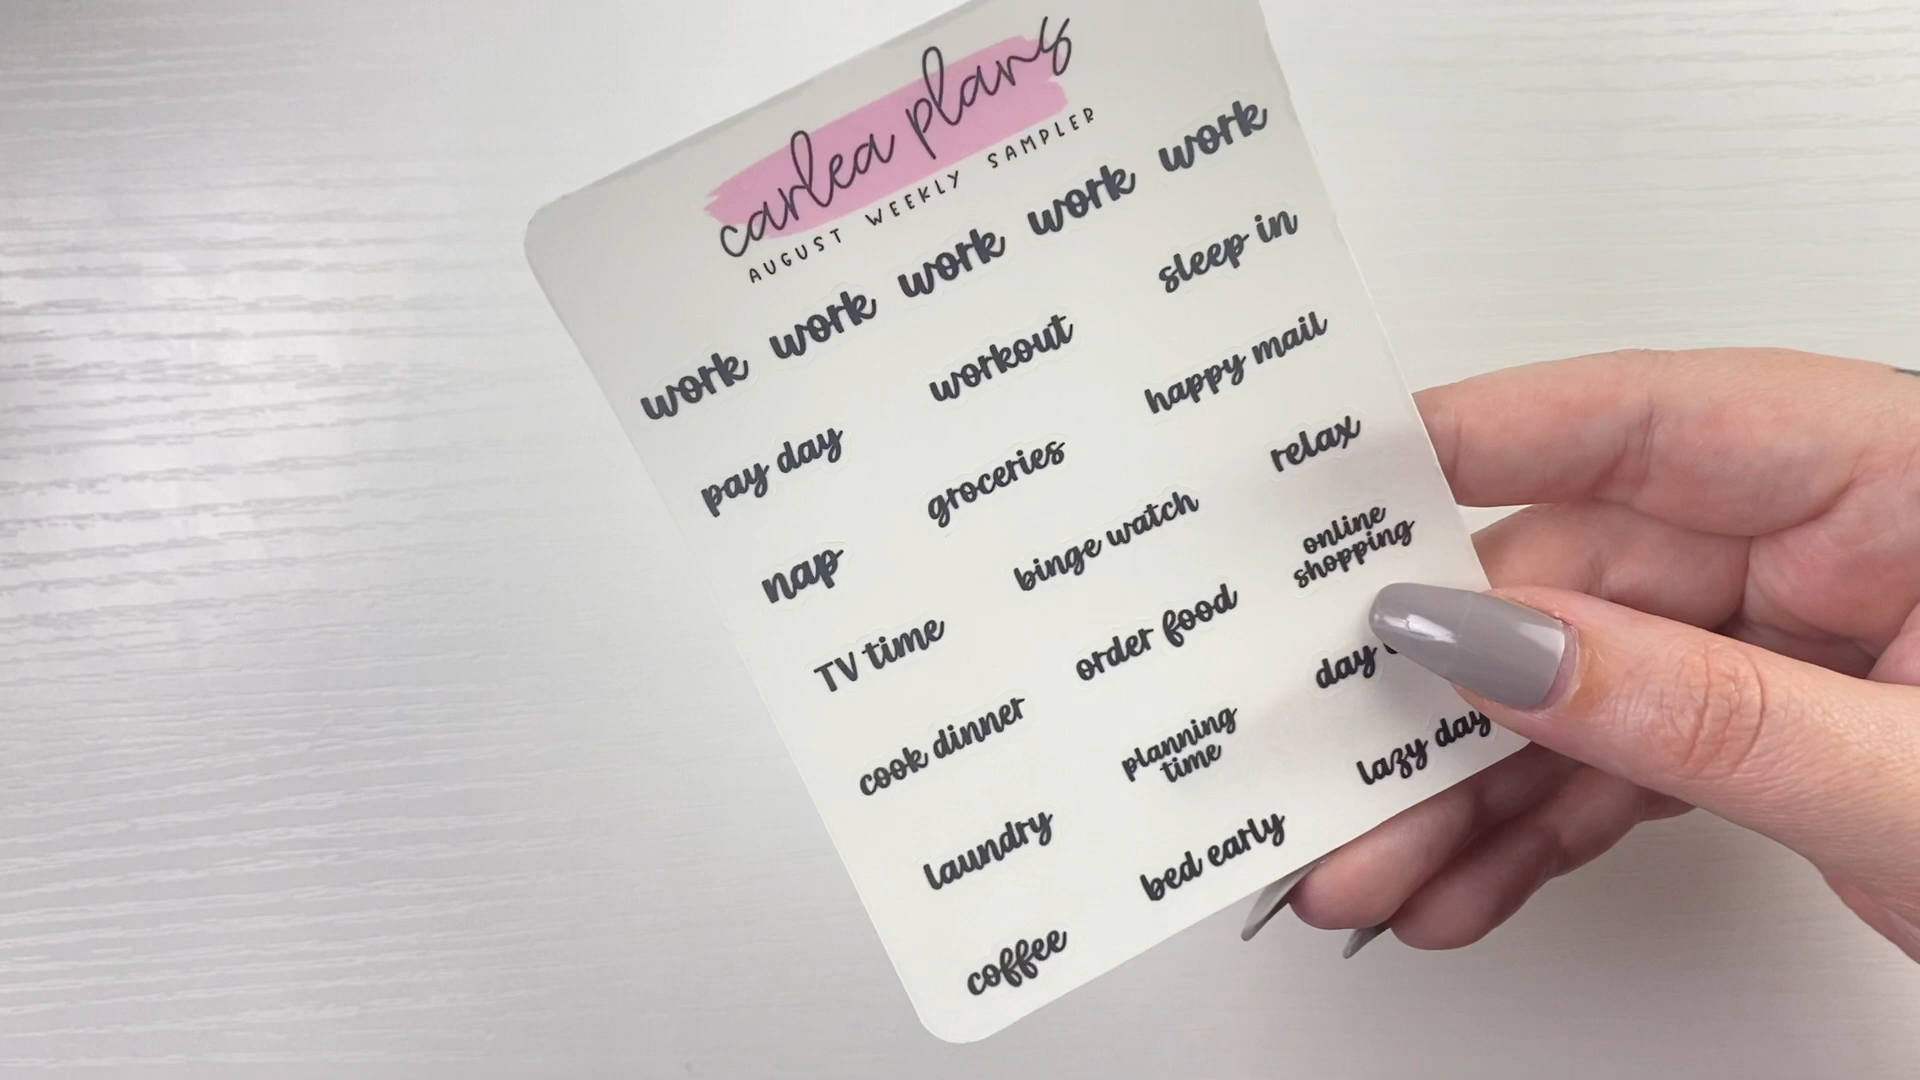 carlea plans
AUGUST WEEKLY SAMPLER
work work work work work
pay day workout sleep in
nap groceries happy mail
TV time binge watch relax
cook dinner order food online
shopping
laundry planning
time day
coffee bed early lazy day